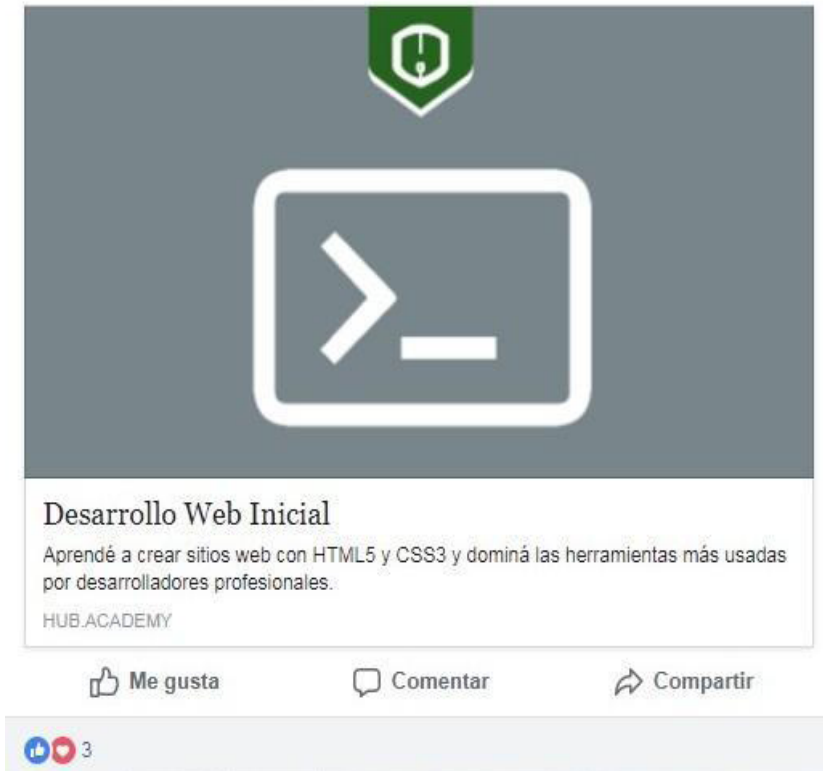 Desarrollo Web Inicial
Aprendé a crear sitios web con HTML5 y CSS3 y dominá las herramientas más usadas
por desarrolladores profesionales.
HUB.ACADEMY
Me gusta Comentar Compartir
3